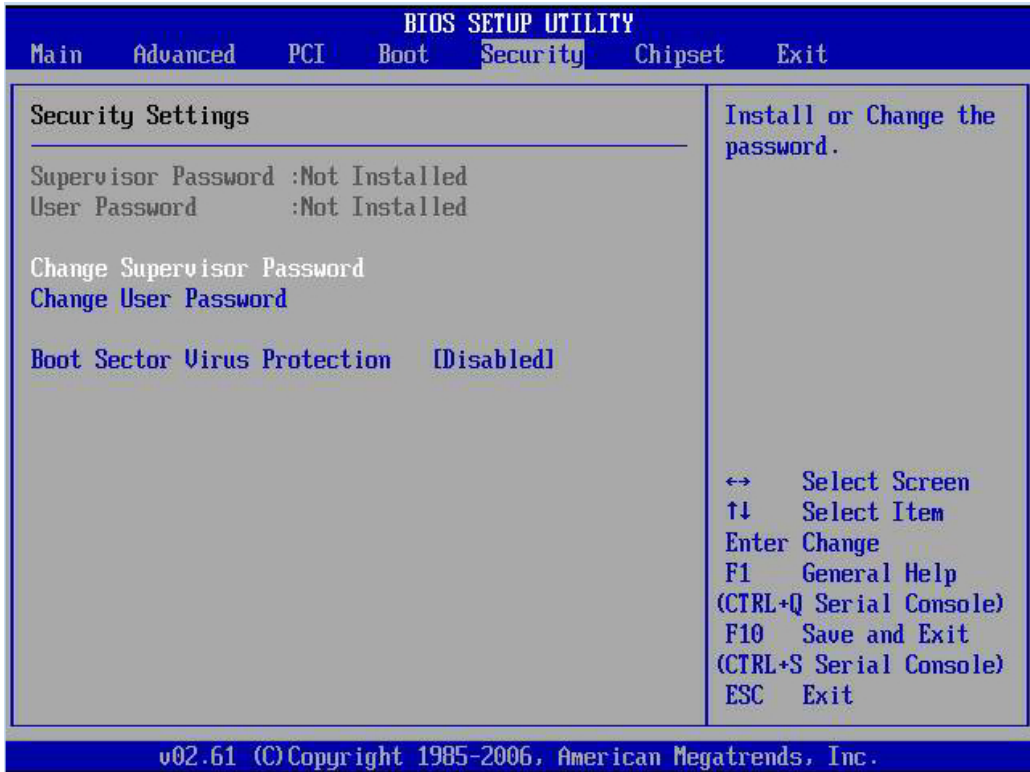 BIOS SETUP UTILITY
Main Advanced PCI Boot Security Chipset Exit
Security Settings
Supervisor Password :Not Installed
User Password :Not Installed
Change Supervisor Password
Change User Password
Boot Sector Virus Protection [Disabled]
Install or Change the
password.
↔ Select Screen
↑↓ Select Item
Enter Change
F1 General Help
(CTRL+Q Serial Console)
F10 Save and Exit
(CTRL+S Serial Console)
ESC Exit
v02.61 (C)Copyright 1985-2006, American Megatrends, Inc.